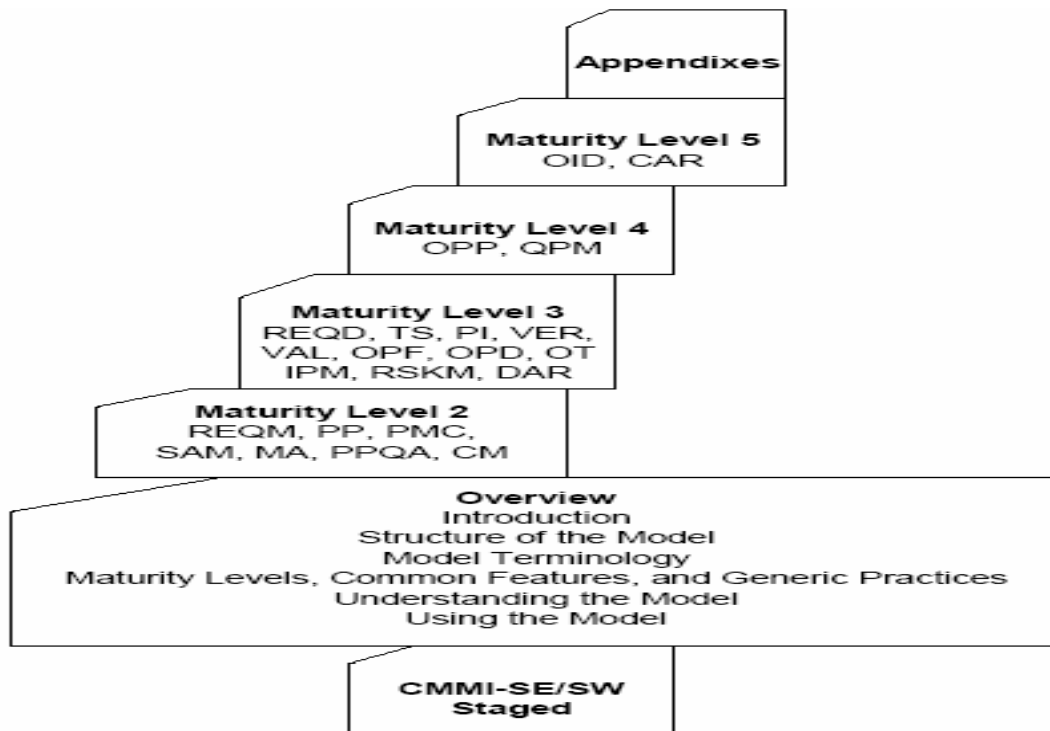 Appendixes
Maturity Level 5
OID, CAR
Maturity Level 4
OPP, QPM
Maturity Level 3
REQD, TS, PI, VER,
VAL, OPF, OPD, OT
IPM, RSKM, DAR
Maturity Level 2
REQM, PP, PMC,
SAM, MA, PPQA, CM
Overview
Introduction
Structure of the Model
Model Terminology
Maturity Levels, Common Features, and Generic Practices
Understanding the Model
Using the Model
CMMI-SE/SW
Staged